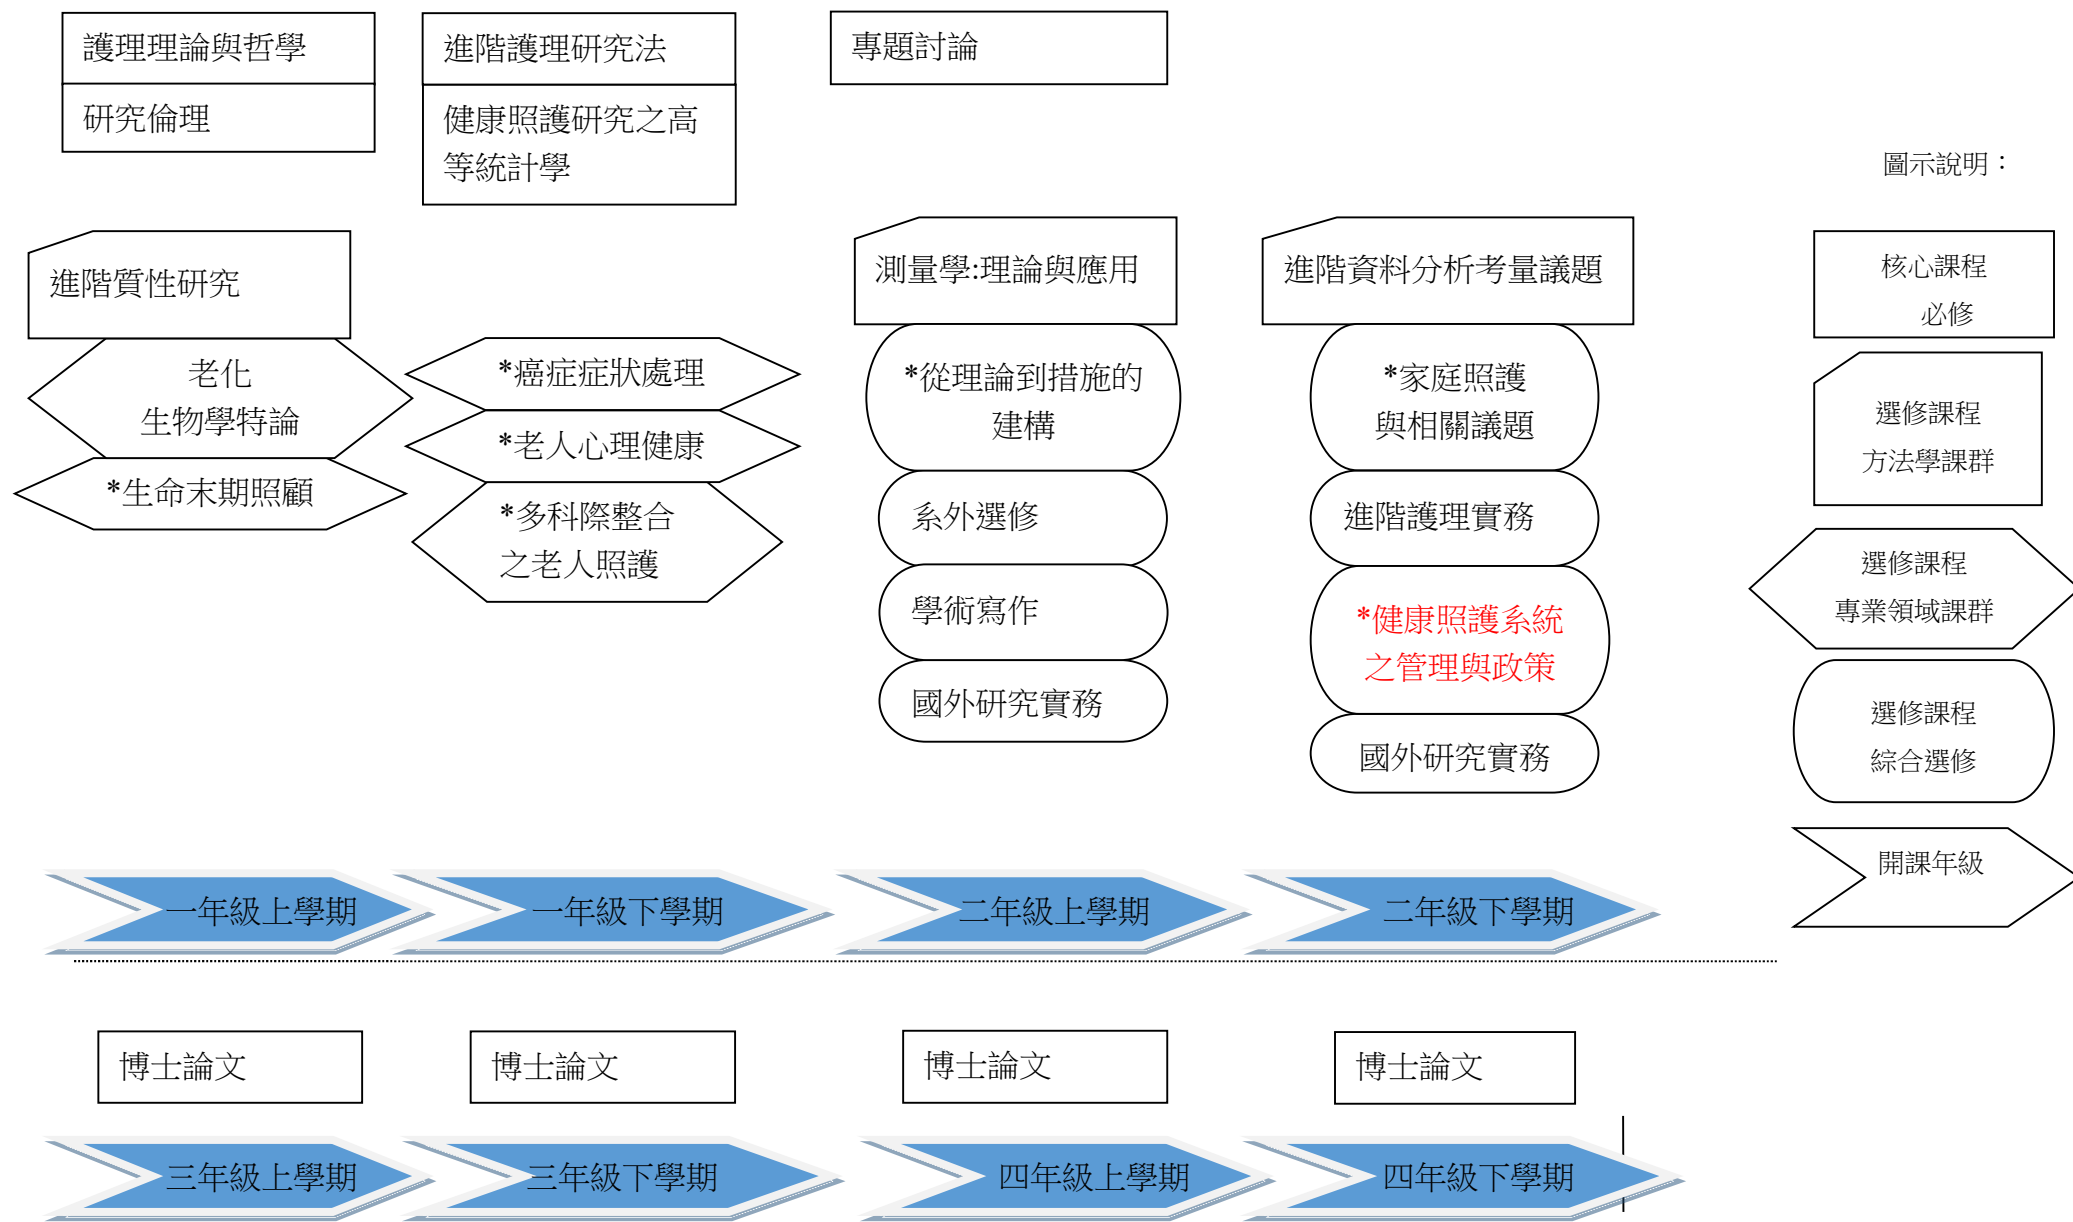 護理理論與哲學
研究倫理
進階護理研究法
健康照護研究之高
等統計學
專題討論
圖示說明：
進階質性研究
老化
生物學特論
*生命末期照顧
*癌症症狀處理
*老人心理健康
*多科際整合
之老人照護
測量學:理論與應用
*從理論到措施的
建構
系外選修
學術寫作
國外研究實務
進階資料分析考量議題
*家庭照護
與相關議題
進階護理實務
*健康照護系統
之管理與政策
國外研究實務
核心課程
必修
選修課程
方法學課群
選修課程
專業領域課群
選修課程
綜合選修
開課年級
一年級上學期
一年級下學期
二年級上學期
二年級下學期
博士論文
博士論文
博士論文
博士論文
三年級上學期
三年級下學期
四年級上學期
四年級下學期